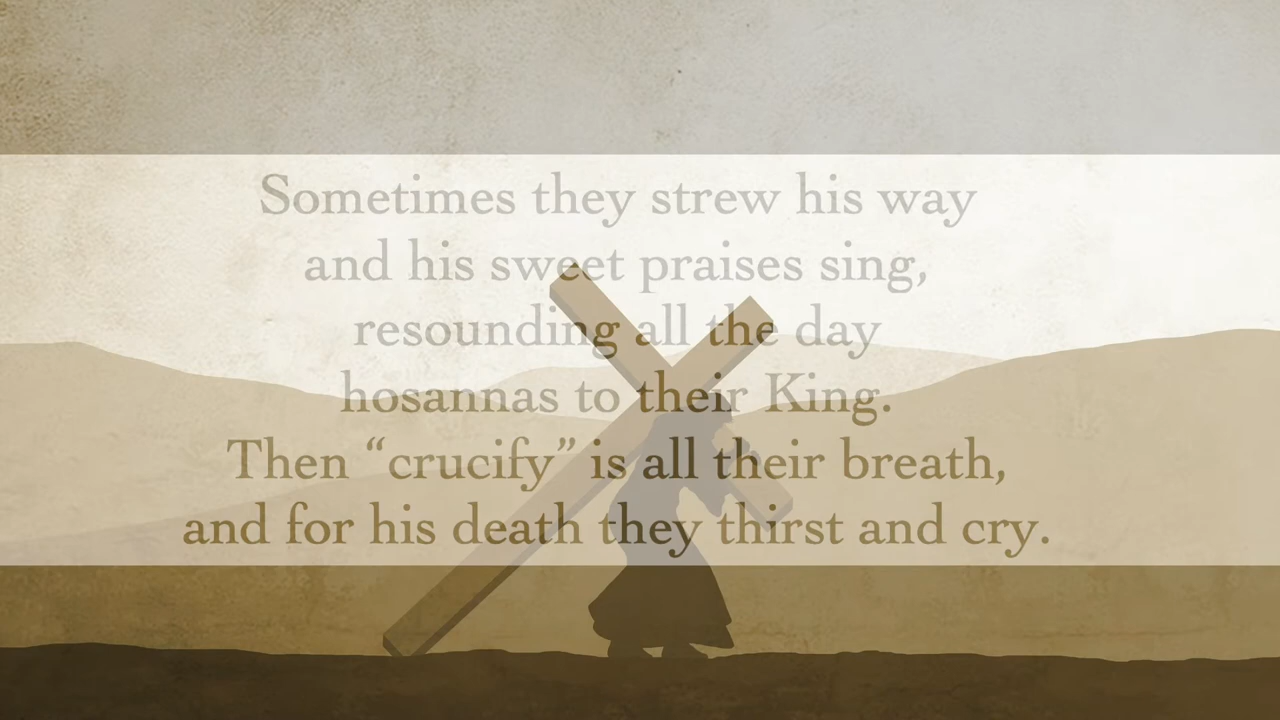 Sometimes they strew his way
and his sweet praises sing,
resounding all the day
hosannas to their King.
Then “crucify” is all their breath,
and for his death they thirst and cry.